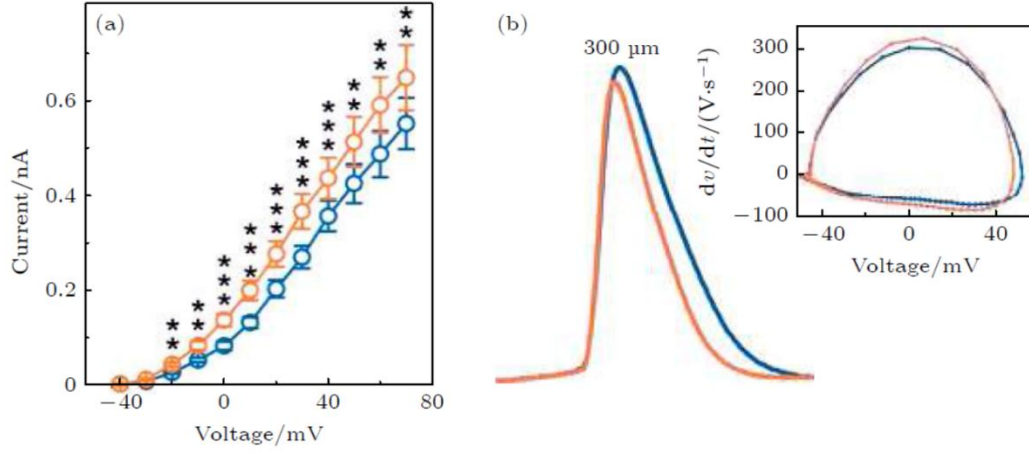 (a)
Current/nA
0.6
0.4
0.2
0
−40
0
40
80
Voltage/mV
(b)
300 µm
dv/dt/(V·s⁻¹)
300
200
100
0
−100
−40
0
40
Voltage/mV